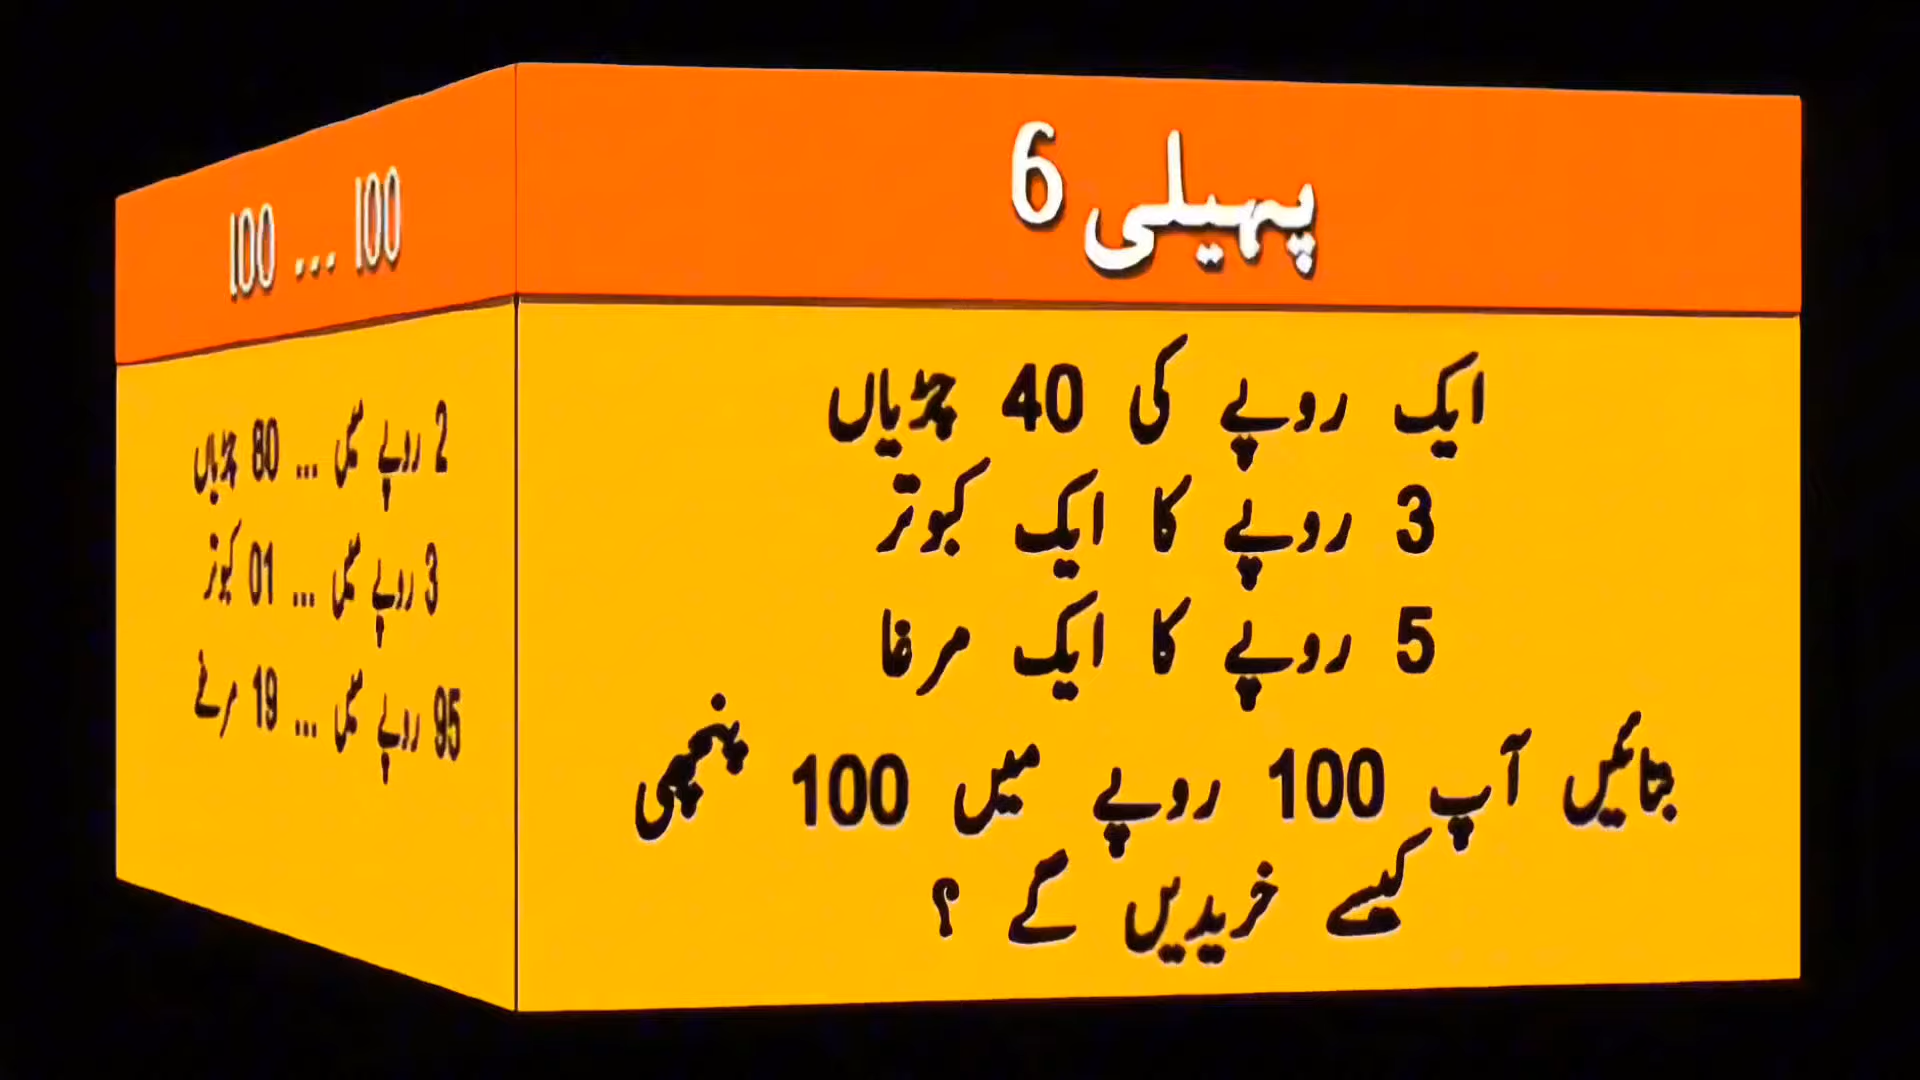 پہیلی 6
ایک روپے کی 40 چڑیاں
3 روپے کا ایک کبوتر
5 روپے کا ایک مرغا
بتائیں آپ 100 روپے میں 100 پنچھی
کیسے خریدیں گے ؟
100 ... 100
2 روپے میں ... 80 چڑیاں
3 روپے میں ... 01 کبوتر
95 روپے میں ... 19 مرغے